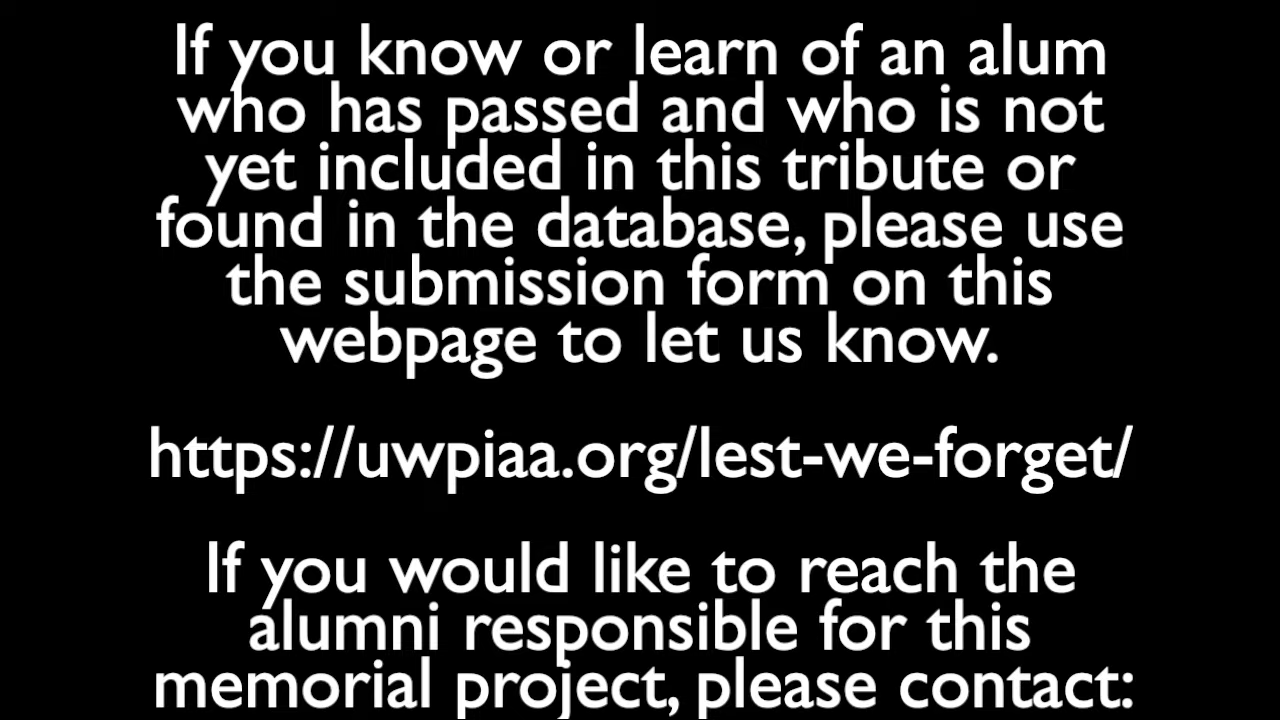 If you know or learn of an alum
who has passed and who is not
yet included in this tribute or
found in the database, please use
the submission form on this
webpage to let us know.
https://uwpiaa.org/lest-we-forget/
If you would like to reach the
alumni responsible for this
memorial project, please contact: